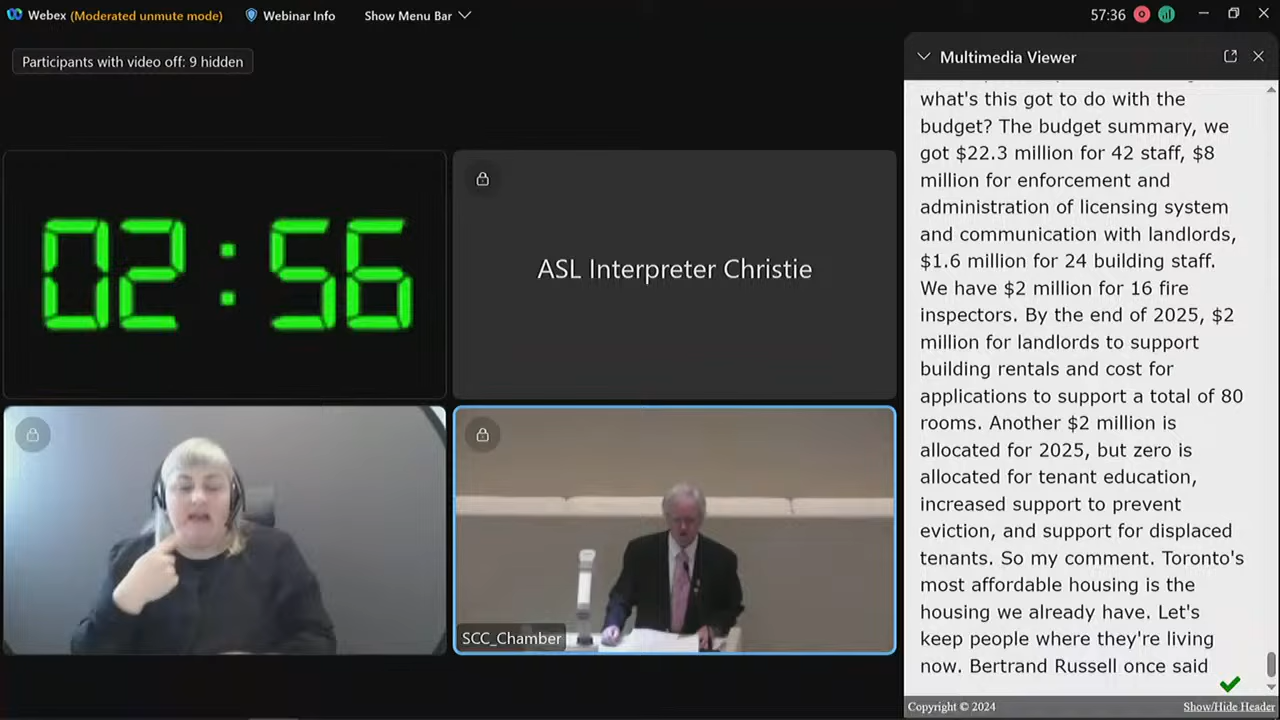 Webex (Moderated unmute mode) Webinar Info Show Menu Bar 57:36
Participants with video off: 9 hidden
Multimedia Viewer
02:56
ASL Interpreter Christie
SCC_Chamber
what's this got to do with the
budget? The budget summary, we
got $22.3 million for 42 staff, $8
million for enforcement and
administration of licensing system
and communication with landlords,
$1.6 million for 24 building staff.
We have $2 million for 16 fire
inspectors. By the end of 2025, $2
million for landlords to support
building rentals and cost for
applications to support a total of 80
rooms. Another $2 million is
allocated for 2025, but zero is
allocated for tenant education,
increased support to prevent
eviction, and support for displaced
tenants. So my comment. Toronto's
most affordable housing is the
housing we already have. Let's
keep people where they're living
now. Bertrand Russell once said
Copyright © 2024 Show/Hide Header